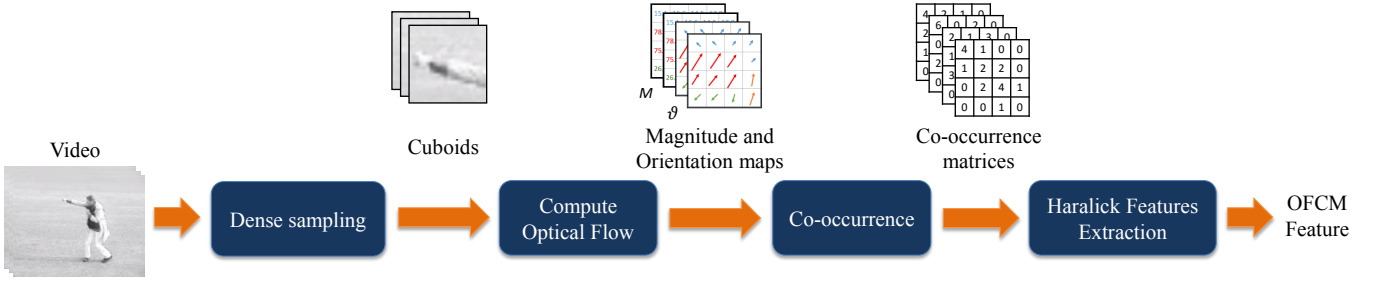 Video
Dense sampling
Cuboids
Compute
Optical Flow
M
ϑ
Magnitude and
Orientation maps
Co-occurrence
4 1 0 0
1 2 2 0
0 2 4 1
0 0 1 0
Co-occurrence
matrices
Haralick Features
Extraction
OFCM
Feature